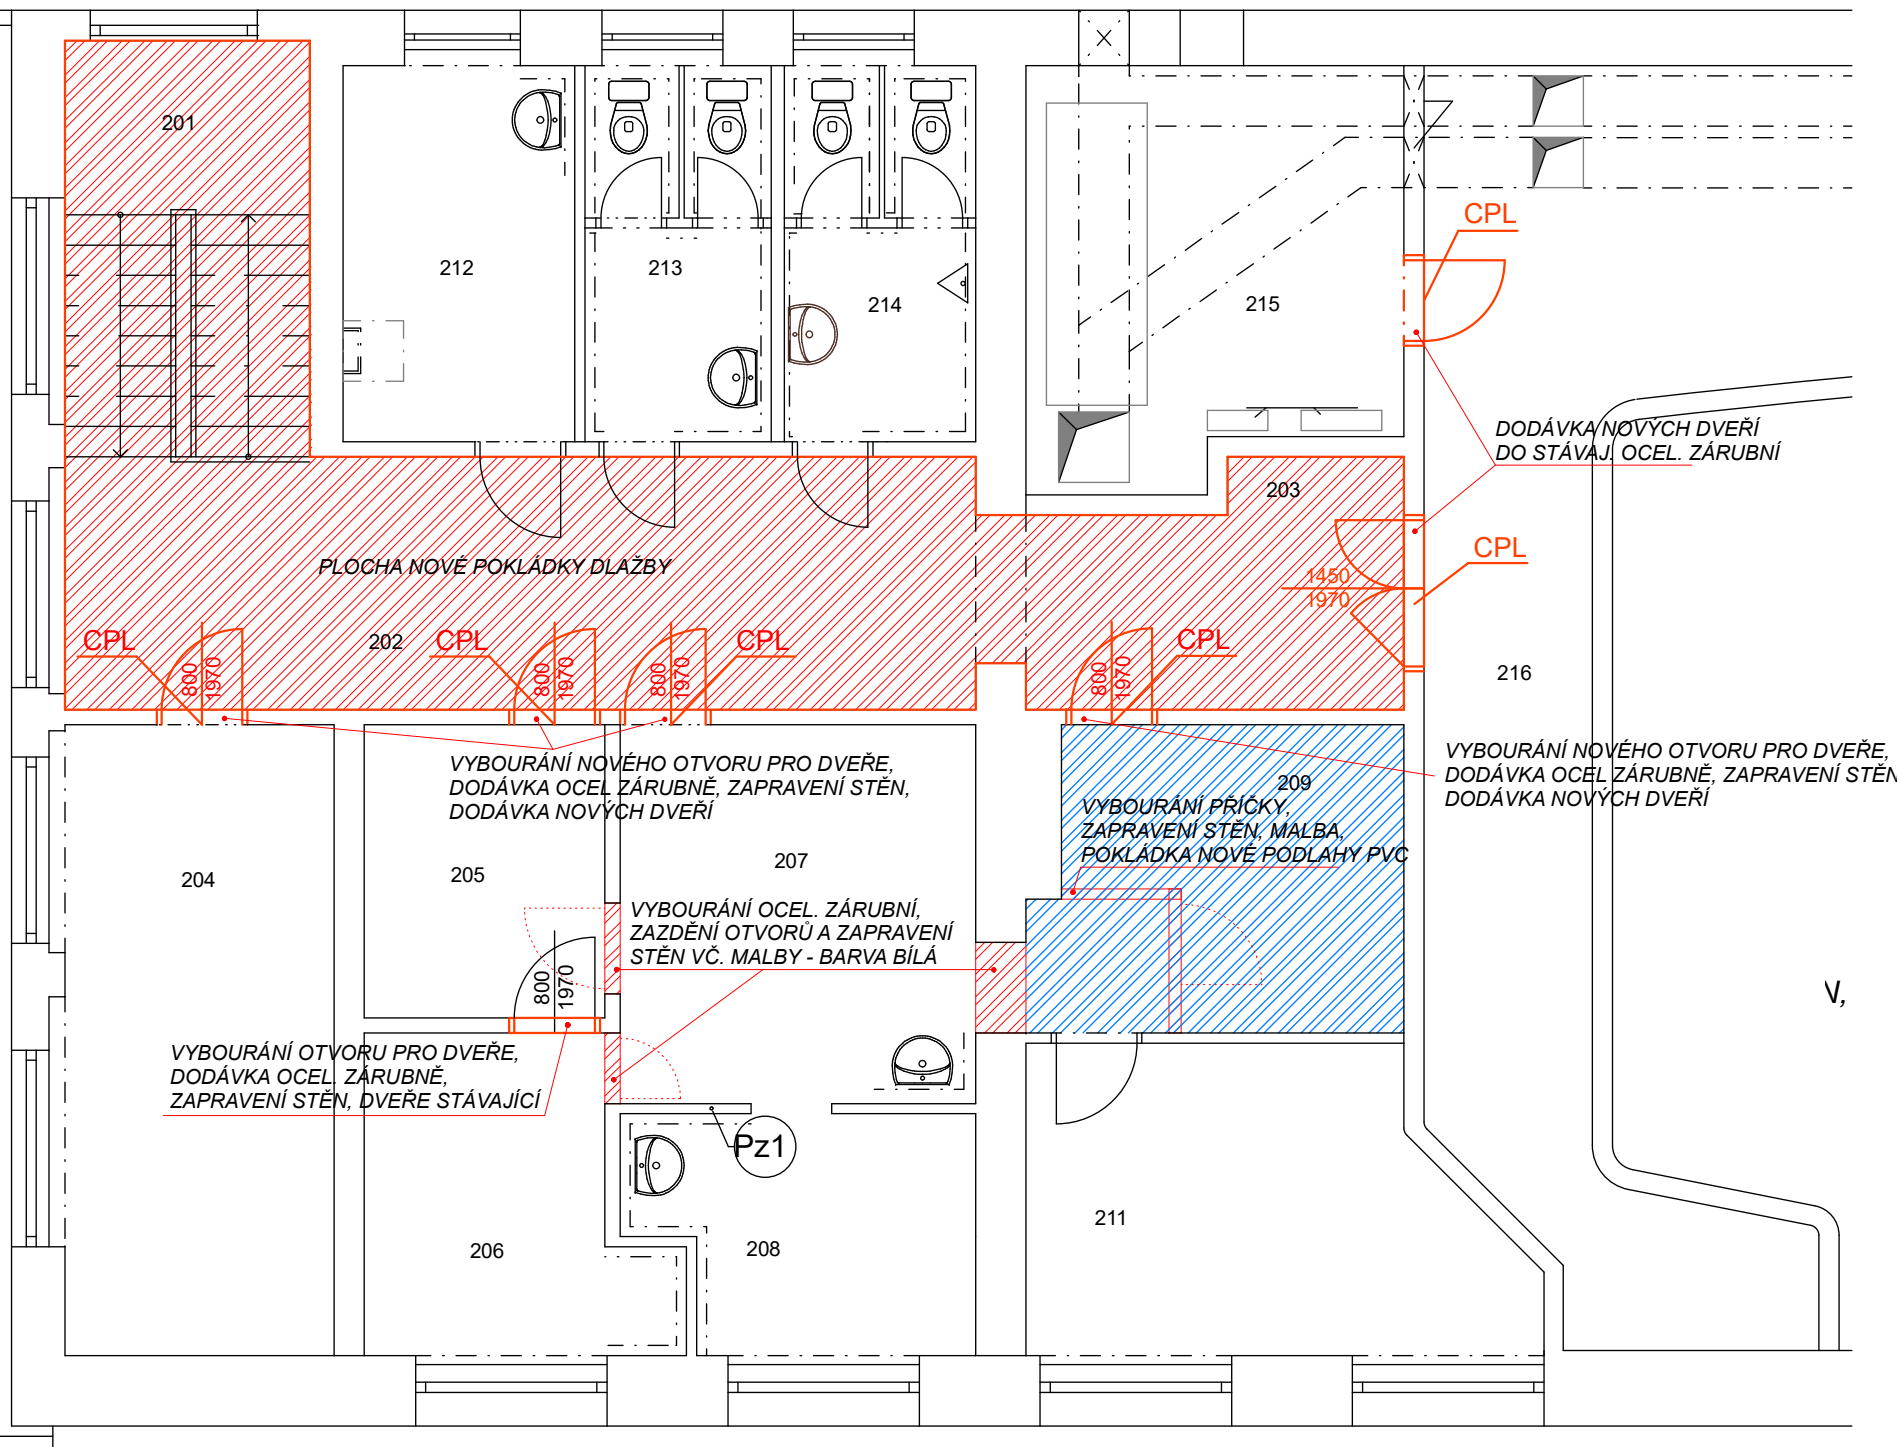 201
212
213
214
215
CPL
DODÁVKA NOVÝCH DVEŘÍ
DO STÁVAJ. OCEL. ZÁRUBNÍ
203
PLOCHA NOVÉ POKLÁDKY DLAŽBY
CPL
1450
1970
202
CPL
800
1970
CPL
800
1970
800
1970
CPL
800
1970
CPL
216
VYBOURÁNÍ NOVÉHO OTVORU PRO DVEŘE,
DODÁVKA OCEL ZÁRUBNĚ, ZAPRAVENÍ STĚN,
DODÁVKA NOVÝCH DVEŘÍ
VYBOURÁNÍ NOVÉHO OTVORU PRO DVEŘE,
DODÁVKA OCEL ZÁRUBNĚ, ZAPRAVENÍ STĚN
DODÁVKA NOVÝCH DVEŘÍ
209
VYBOURÁNÍ PŘÍČKY,
ZAPRAVENÍ STĚN, MALBA,
POKLÁDKA NOVÉ PODLAHY PVC
204
205
207
VYBOURÁNÍ OCEL. ZÁRUBNÍ,
ZAZDĚNÍ OTVORŮ A ZAPRAVENÍ
STĚN VČ. MALBY - BARVA BÍLÁ
800
1970
VYBOURÁNÍ OTVORU PRO DVEŘE,
DODÁVKA OCEL. ZÁRUBNĚ,
ZAPRAVENÍ STĚN, DVEŘE STÁVAJÍCÍ
Pz1
206
208
211